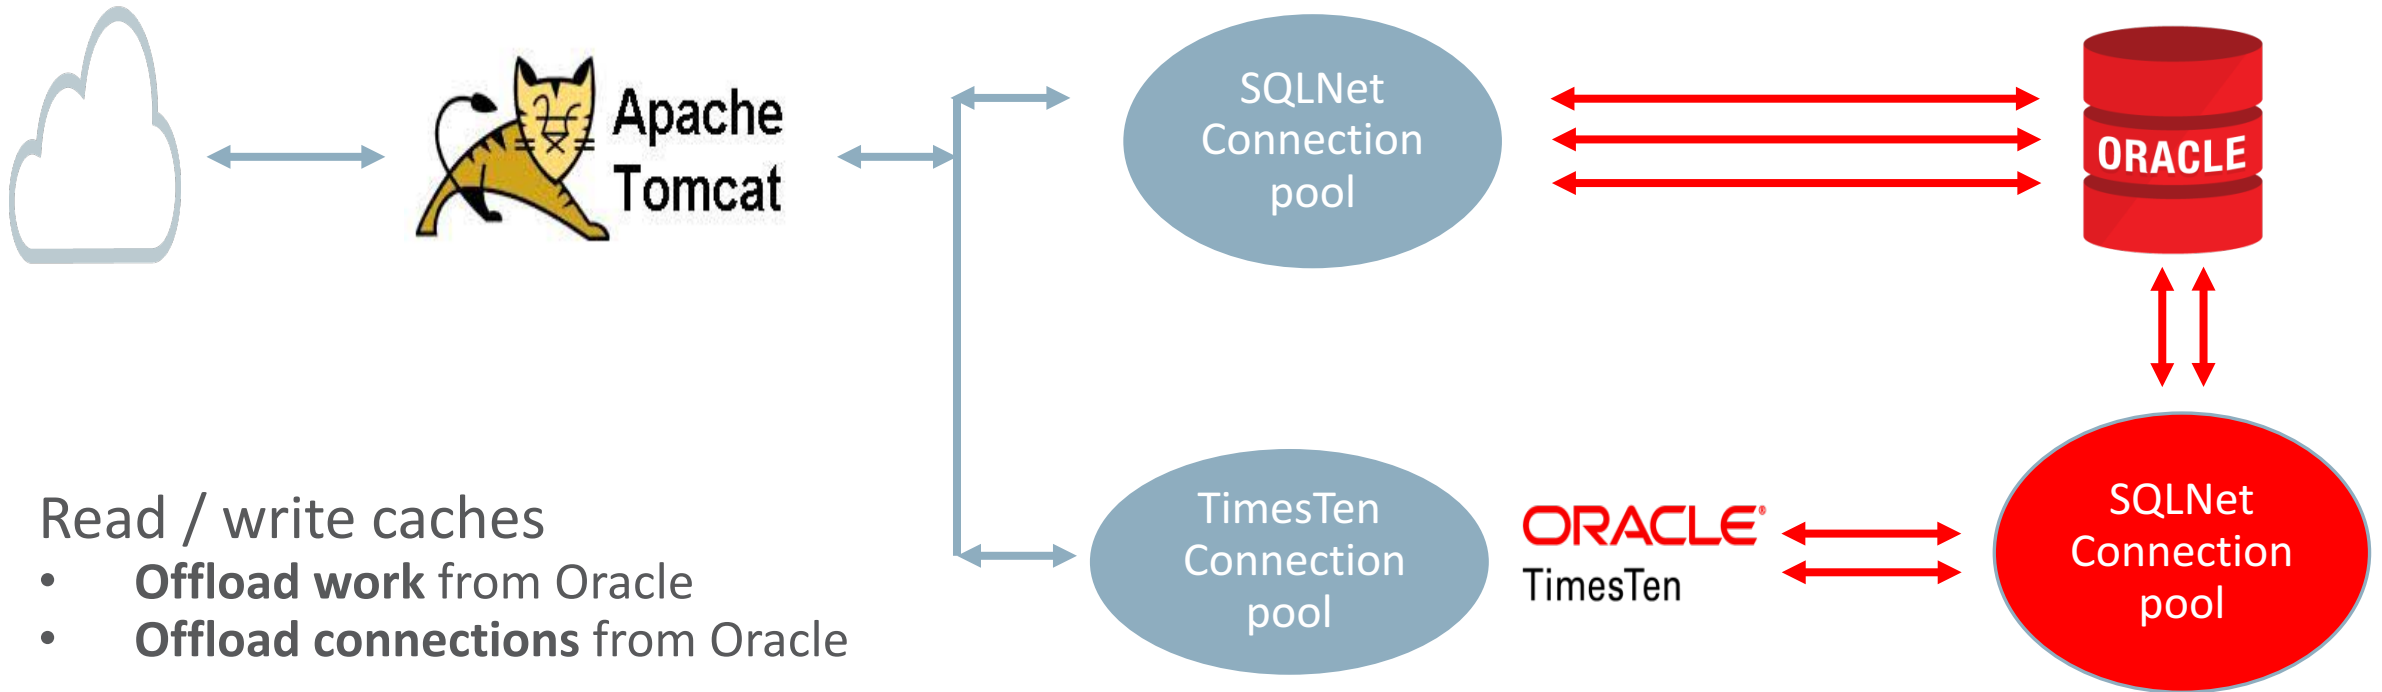 Apache
Tomcat
SQLNet
Connection
pool
ORACLE
TimesTen
Connection
pool
ORACLE®
TimesTen
SQLNet
Connection
pool
Read / write caches
• Offload work from Oracle
• Offload connections from Oracle